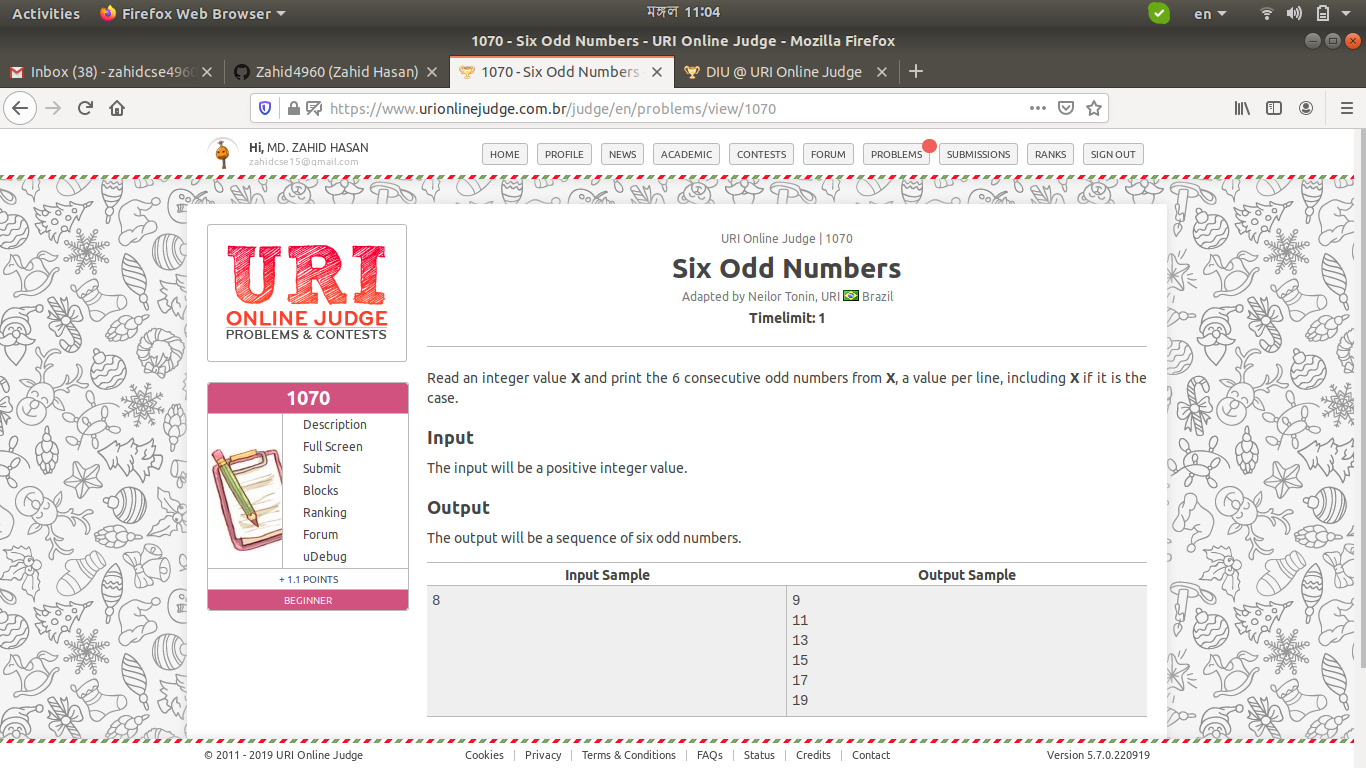 Activities Firefox Web Browser মঙ্গল 11:04 en
1070 - Six Odd Numbers - URI Online Judge - Mozilla Firefox
Inbox (38) - zahidcse496 Zahid4960 (Zahid Hasan) 1070 - Six Odd Numbers - DIU @ URI Online Judge
https://www.urionlinejudge.com.br/judge/en/problems/view/1070
Hi, MD. ZAHID HASAN
zahidcse15@gmail.com
HOME PROFILE NEWS ACADEMIC CONTESTS FORUM PROBLEMS SUBMISSIONS RANKS SIGN OUT
URI
ONLINE JUDGE
PROBLEMS & CONTESTS
1070
Description
Full Screen
Submit
Blocks
Ranking
Forum
uDebug
+ 1.1 POINTS
BEGINNER
URI Online Judge | 1070
Six Odd Numbers
Adapted by Neilor Tonin, URI Brazil
Timelimit: 1
Read an integer value X and print the 6 consecutive odd numbers from X, a value per line, including X if it is the
case.
Input
The input will be a positive integer value.
Output
The output will be a sequence of six odd numbers.
Input Sample Output Sample
8 9
11
13
15
17
19
© 2011 - 2019 URI Online Judge Cookies | Privacy | Terms & Conditions | FAQs | Status | Credits | Contact Version 5.7.0.220919